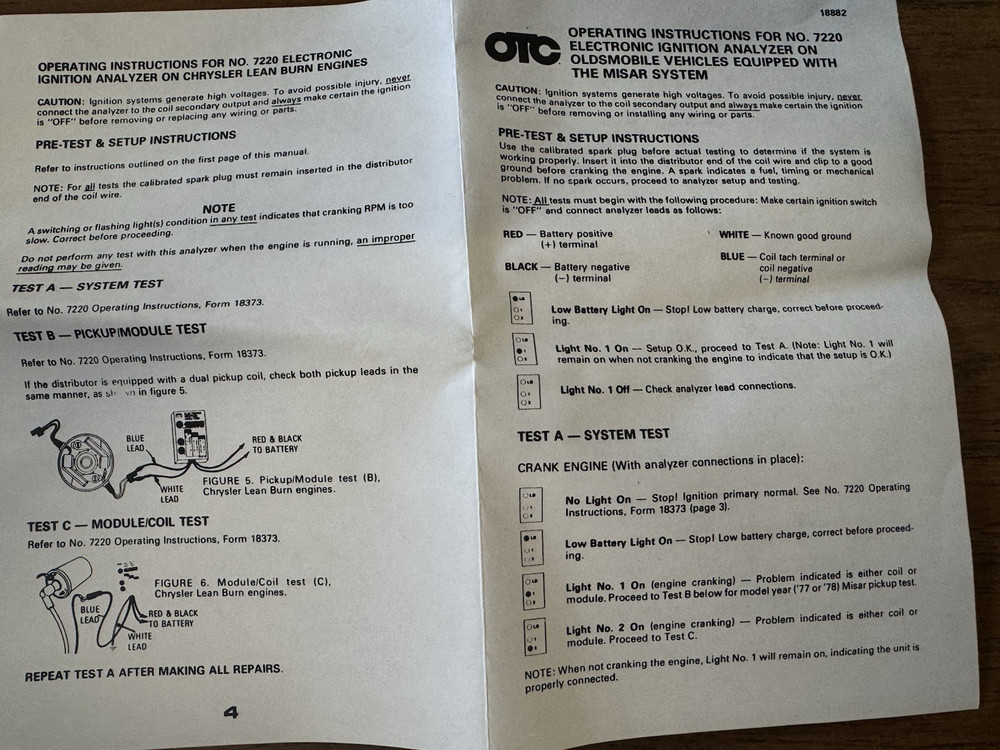 OPERATING INSTRUCTIONS FOR NO. 7220 ELECTRONIC
IGNITION ANALYZER ON CHRYSLER LEAN BURN ENGINES
CAUTION: Ignition systems generate high voltages. To avoid possible injury, never
connect the analyzer to the coil secondary output and always make certain the ignition
is "OFF" before removing or replacing any wiring or parts.
PRE-TEST & SETUP INSTRUCTIONS
Refer to instructions outlined on the first page of this manual.
NOTE: For all tests the calibrated spark plug must remain inserted in the distributor
end of the coil wire.
NOTE
A switching or flashing light(s) condition in any test indicates that cranking RPM is too
slow. Correct before proceeding.
Do not perform any test with this analyzer when the engine is running, an improper
reading may be given.
TEST A — SYSTEM TEST
Refer to No. 7220 Operating Instructions, Form 18373.
TEST B — PICKUP/MODULE TEST
Refer to No. 7220 Operating Instructions, Form 18373.
If the distributor is equipped with a dual pickup coil, check both pickup leads in the
same manner, as in figure 5.
BLUE
LEAD
RED & BLACK
TO BATTERY
WHITE
LEAD
FIGURE 5. Pickup/Module test (B),
Chrysler Lean Burn engines.
TEST C — MODULE/COIL TEST
Refer to No. 7220 Operating Instructions, Form 18373.
FIGURE 6. Module/Coil test (C),
Chrysler Lean Burn engines.
BLUE
LEAD
RED & BLACK
TO BATTERY
WHITE
LEAD
REPEAT TEST A AFTER MAKING ALL REPAIRS.
4
18882
OTC
OPERATING INSTRUCTIONS FOR NO. 7220
ELECTRONIC IGNITION ANALYZER ON
OLDSMOBILE VEHICLES EQUIPPED WITH
THE MISAR SYSTEM
CAUTION: Ignition systems generate high voltages. To avoid possible injury, never
connect the analyzer to the coil secondary output and always make certain the ignition
is "OFF" before removing or installing any wiring or parts.
PRE-TEST & SETUP INSTRUCTIONS
Use the calibrated spark plug before actual testing to determine if the system is
working properly. Insert it into the distributor end of the coil wire and clip to a good
ground before cranking the engine. A spark indicates a fuel, timing or mechanical
problem. If no spark occurs, proceed to analyzer setup and testing.
NOTE: All tests must begin with the following procedure: Make certain ignition switch
is "OFF" and connect analyzer leads as follows:
RED — Battery positive
(+) terminal
BLACK — Battery negative
(−) terminal
WHITE — Known good ground
BLUE — Coil tach terminal or
coil negative
(−) terminal
Low Battery Light On — Stop! Low battery charge, correct before proceed-
ing.
Light No. 1 On — Setup O.K., proceed to Test A. (Note: Light No. 1 will
remain on when not cranking the engine to indicate that the setup is O.K.)
Light No. 1 Off — Check analyzer lead connections.
TEST A — SYSTEM TEST
CRANK ENGINE (With analyzer connections in place):
No Light On — Stop! Ignition primary normal. See No. 7220 Operating
Instructions, Form 18373 (page 3).
Low Battery Light On — Stop! Low battery charge, correct before proceed-
ing.
Light No. 1 On (engine cranking) — Problem indicated is either coil or
module. Proceed to Test B below for model year ('77 or '78) Misar pickup test.
Light No. 2 On (engine cranking) — Problem indicated is either coil or
module. Proceed to Test C.
NOTE: When not cranking the engine, Light No. 1 will remain on, indicating the unit is
properly connected.